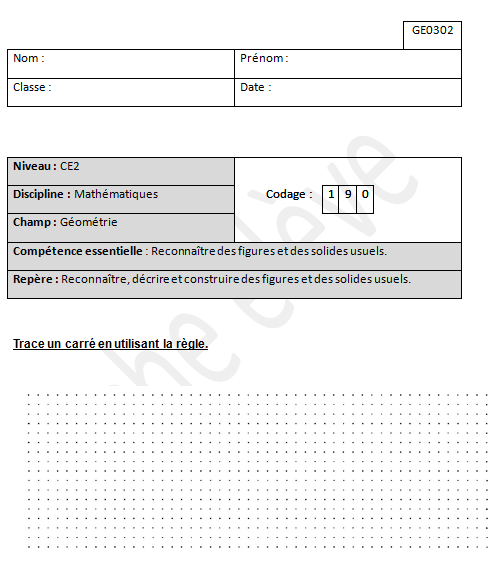 GE0302
Nom : Prénom :
Classe : Date :
Niveau : CE2
Discipline : Mathématiques Codage : 1 9 0
Champ : Géométrie
Compétence essentielle : Reconnaître des figures et des solides usuels.
Repère : Reconnaître, décrire et construire des figures et des solides usuels.
Trace un carré en utilisant la règle.
che élève